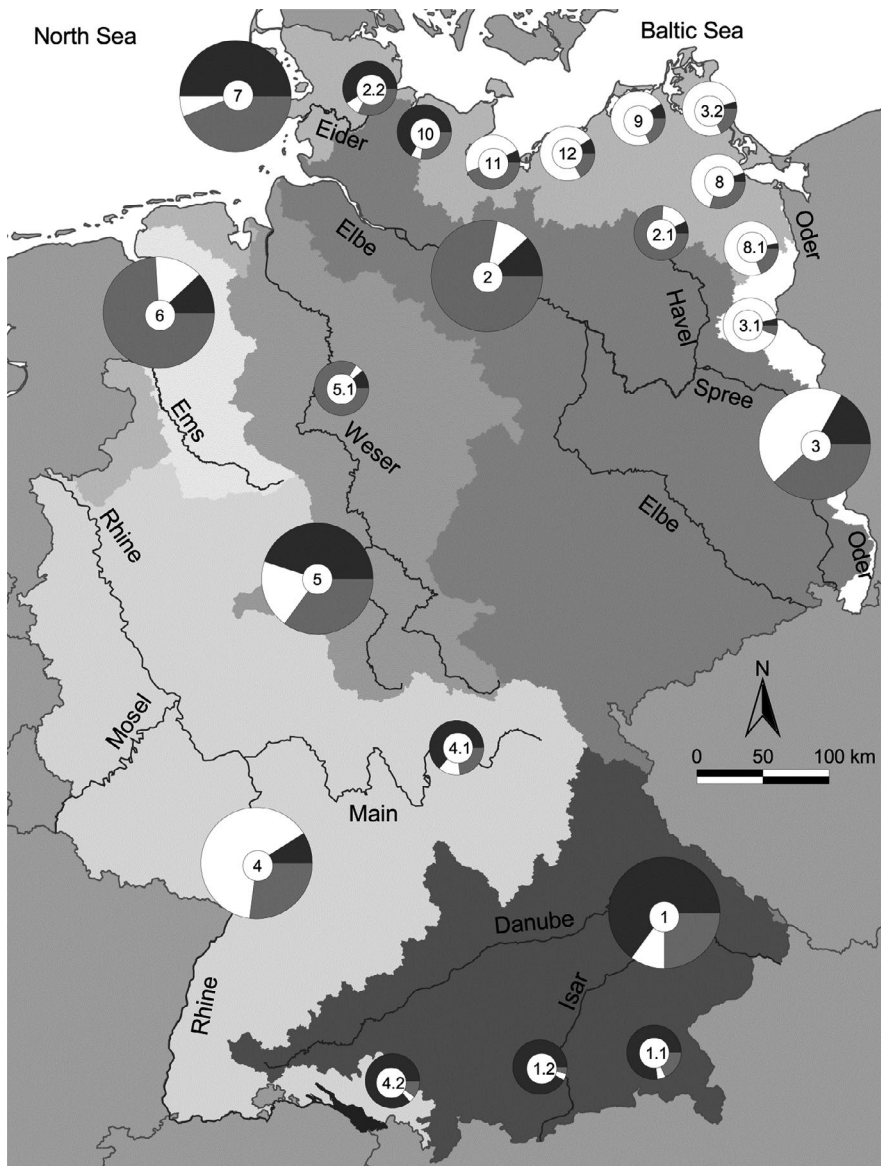 North Sea
Baltic Sea
7
2.2
Eider
10
11
12
9
3.2
8
Elbe
2
2.1
Oder
8.1
Havel
3.1
6
5.1
Ems
Weser
Spree
3
Rhine
Elbe
Oder
5
N
Mosel
4.1
0 50 100 km
Main
4
Danube
1
Isar
Rhine
4.2
1.2
1.1